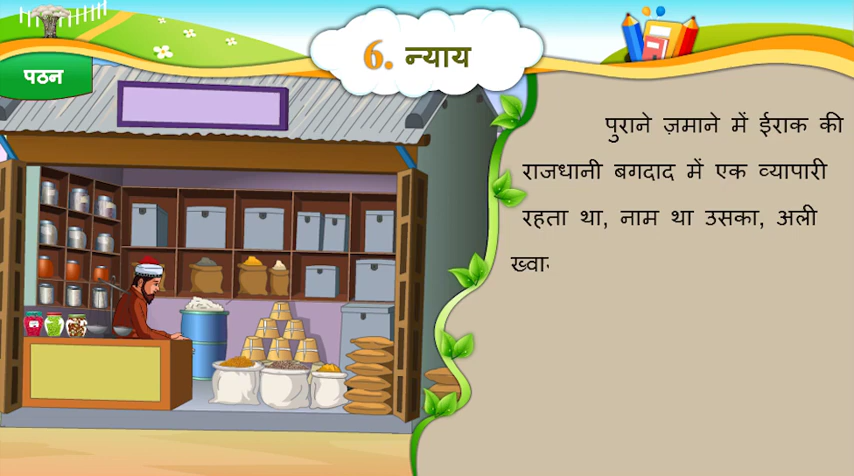 6. न्याय
पठन
पुराने ज़माने में ईराक की
राजधानी बगदाद में एक व्यापारी
रहता था, नाम था उसका, अली